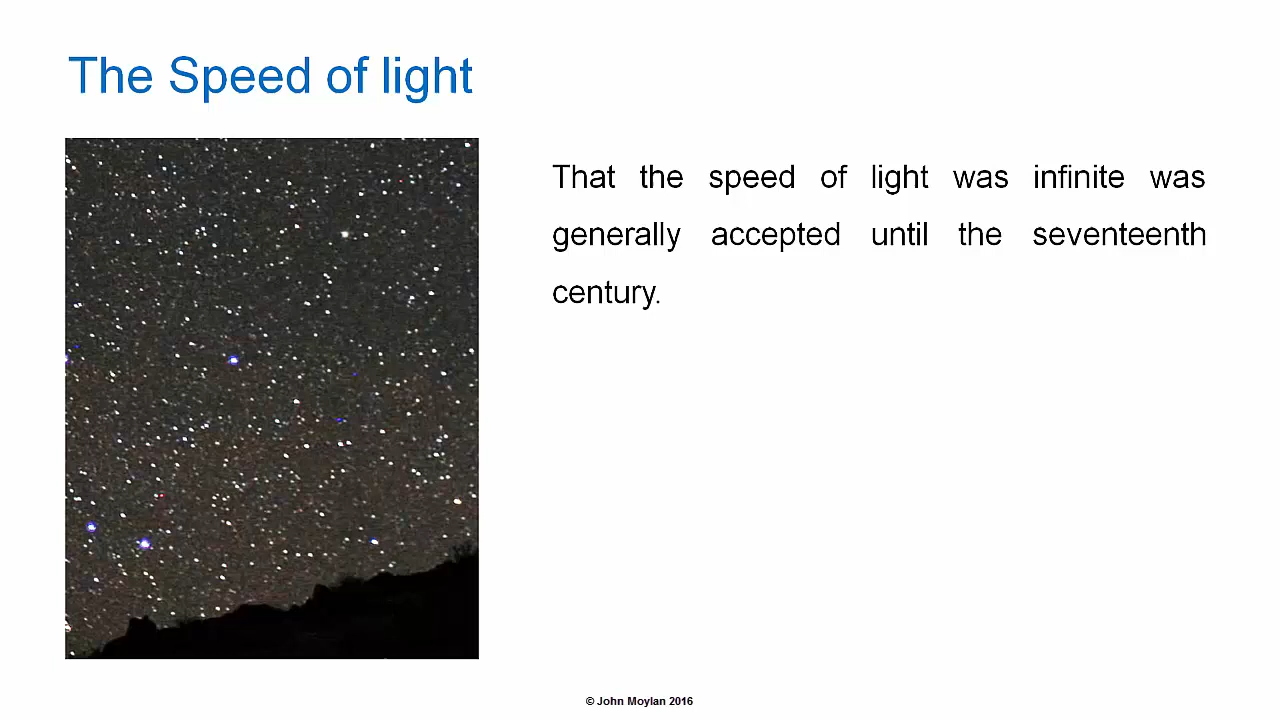 The Speed of light
That the speed of light was infinite was
generally accepted until the seventeenth
century.
© John Moylan 2016